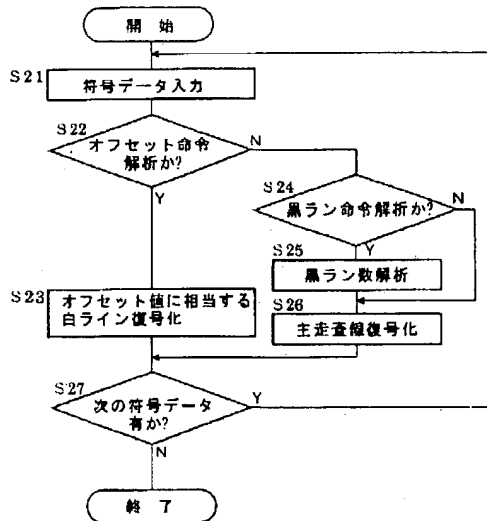 開始
S21
符号データ入力
S22
オフセット命令
解析か?
N
Y
S24
黒ラン命令解析か?
N
Y
S25
黒ラン数解析
S23
オフセット値に相当する
白ライン復号化
S26
主走査線復号化
S27
次の符号データ
有か?
Y
N
終了